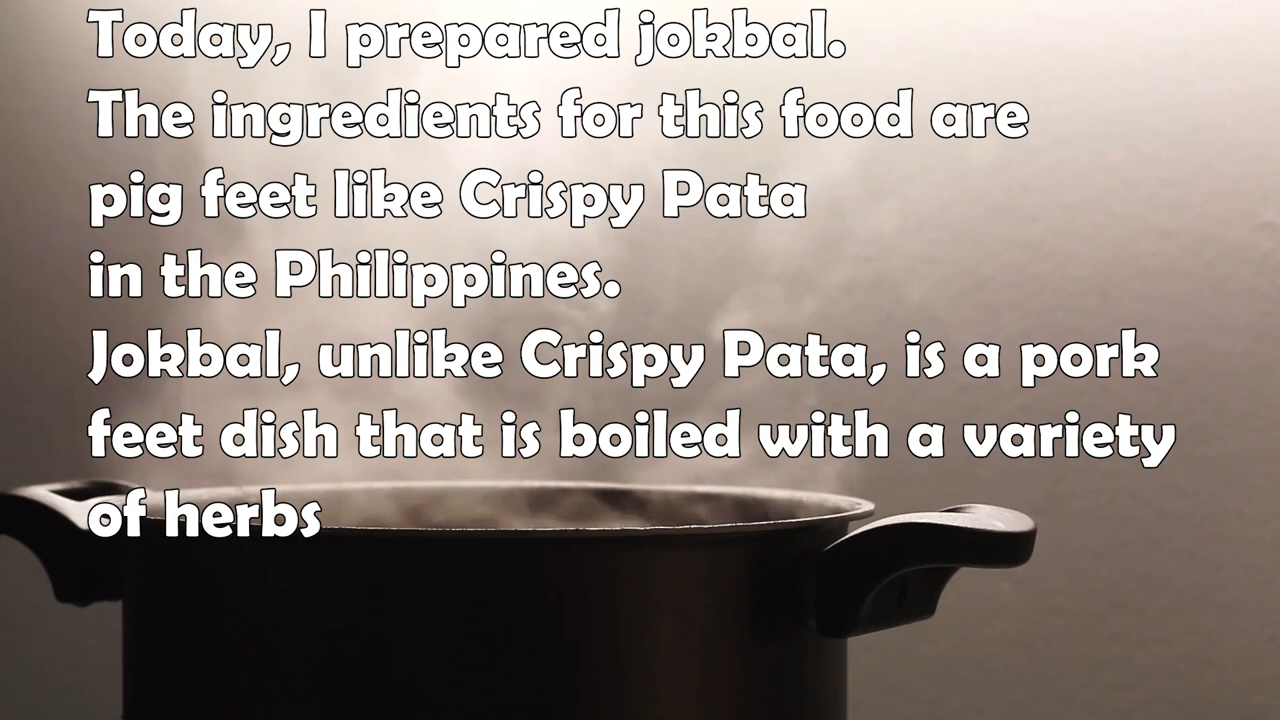 Today, I prepared jokbal.
The ingredients for this food are
pig feet like Crispy Pata
in the Philippines.
Jokbal, unlike Crispy Pata, is a pork
feet dish that is boiled with a variety
of herbs